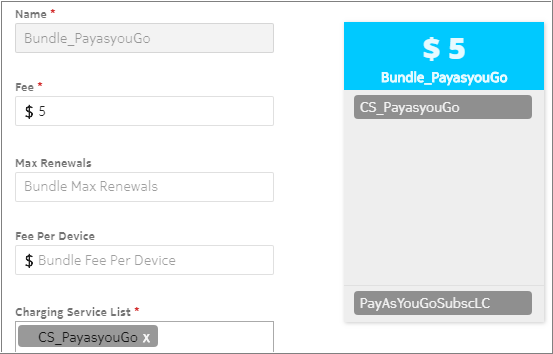 Name *
Bundle_PayasyouGo
Fee *
$ 5
Max Renewals
Bundle Max Renewals
Fee Per Device
$ Bundle Fee Per Device
Charging Service List *
CS_PayasyouGo x
$ 5
Bundle_PayasyouGo
CS_PayasyouGo
PayAsYouGoSubscLC